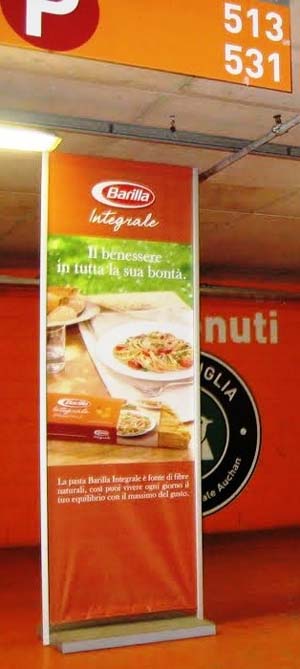 P
513
531
Barilla
Integrale
Il benessere
in tutta la sua bontà.
Barilla
Integrale
La pasta Barilla Integrale è fonte di fibre
naturali, così puoi vivere ogni giorno il
tuo equilibrio con il massimo del gusto.
nuti
GLIA
ale Auchan